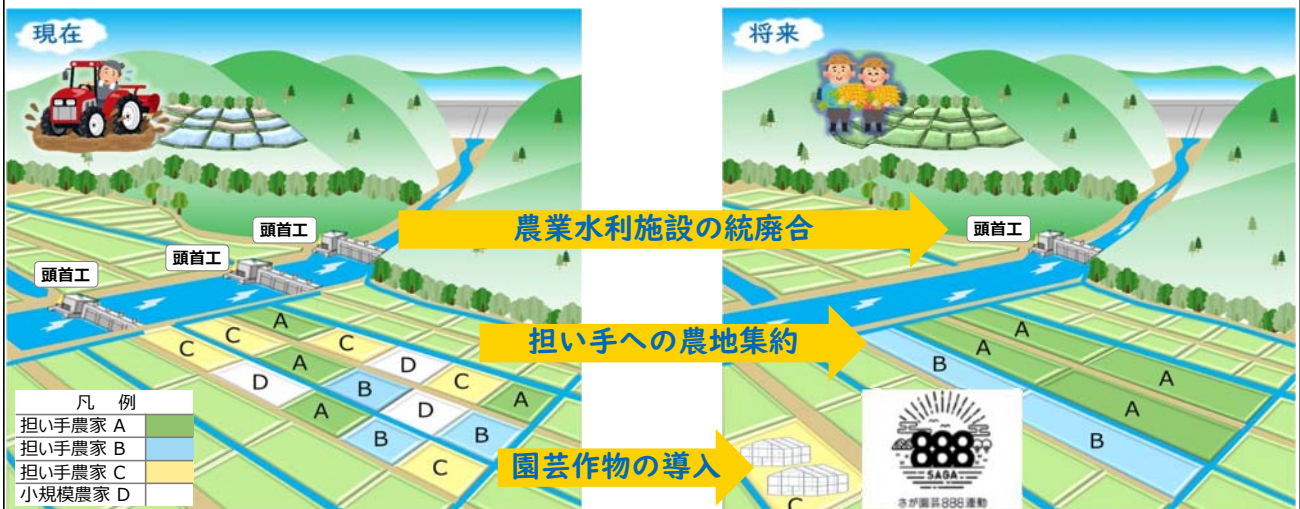 現在
頭首工
頭首工
頭首工
A
C
C
C
A
D
D
B
C
A
A
D
B
B
C
凡 例
担い手農家 A
担い手農家 B
担い手農家 C
小規模農家 D
農業水利施設の統廃合
担い手への農地集約
園芸作物の導入
将来
頭首工
A
A
B
A
A
B
C
888
SAGA
さが園芸888運動